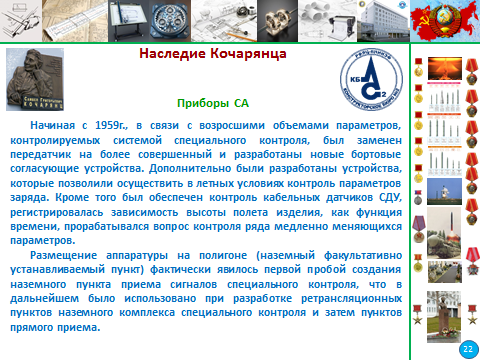 Наследие Кочарянца
КБ
АС
2
КОЧАРЯНЦ
Приборы СА
Начиная с 1959г., в связи с возросшими объемами параметров,
контролируемых системой специального контроля, был заменен
передатчик на более совершенный и разработаны новые бортовые
согласующие устройства. Дополнительно были разработаны устройства,
которые позволили осуществить в летных условиях контроль параметров
заряда. Кроме того был обеспечен контроль кабельных датчиков СДУ,
регистрировалась зависимость высоты полета изделия, как функция
времени, прорабатывался вопрос контроля ряда медленно меняющихся
параметров.
Размещение аппаратуры на полигоне (наземный факультативно
устанавливаемый пункт) фактически явилось первой пробой создания
наземного пункта приема сигналов специального контроля, что в
дальнейшем было использовано при разработке ретрансляционных
пунктов наземного комплекса специального контроля и затем пунктов
прямого приема.
22